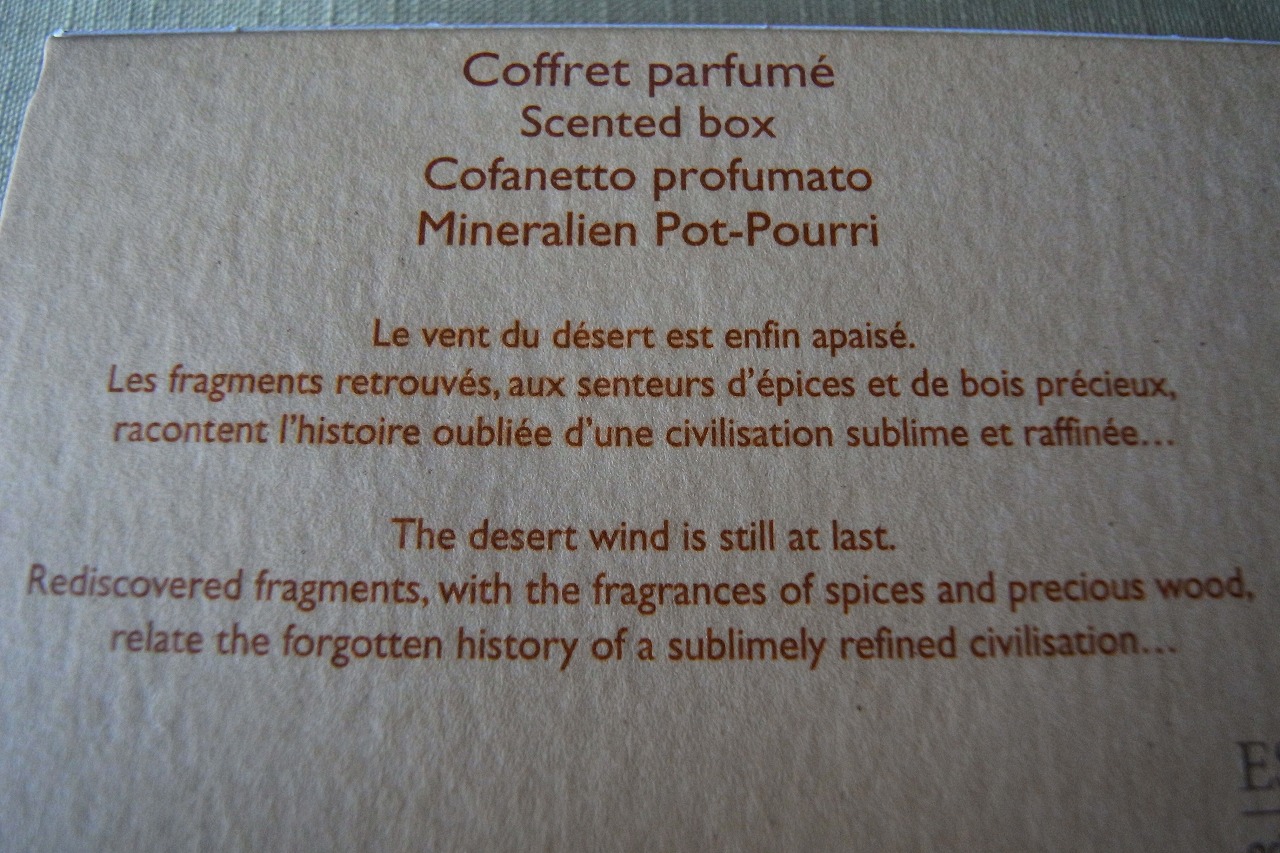 Coffret parfumé
Scented box
Cofanetto profumato
Mineralien Pot-Pourri
Le vent du désert est enfin apaisé.
Les fragments retrouvés, aux senteurs d'épices et de bois précieux,
racontent l'histoire oubliée d'une civilisation sublime et raffinée...
The desert wind is still at last.
Rediscovered fragments, with the fragrances of spices and precious wood,
relate the forgotten history of a sublimely refined civilisation...